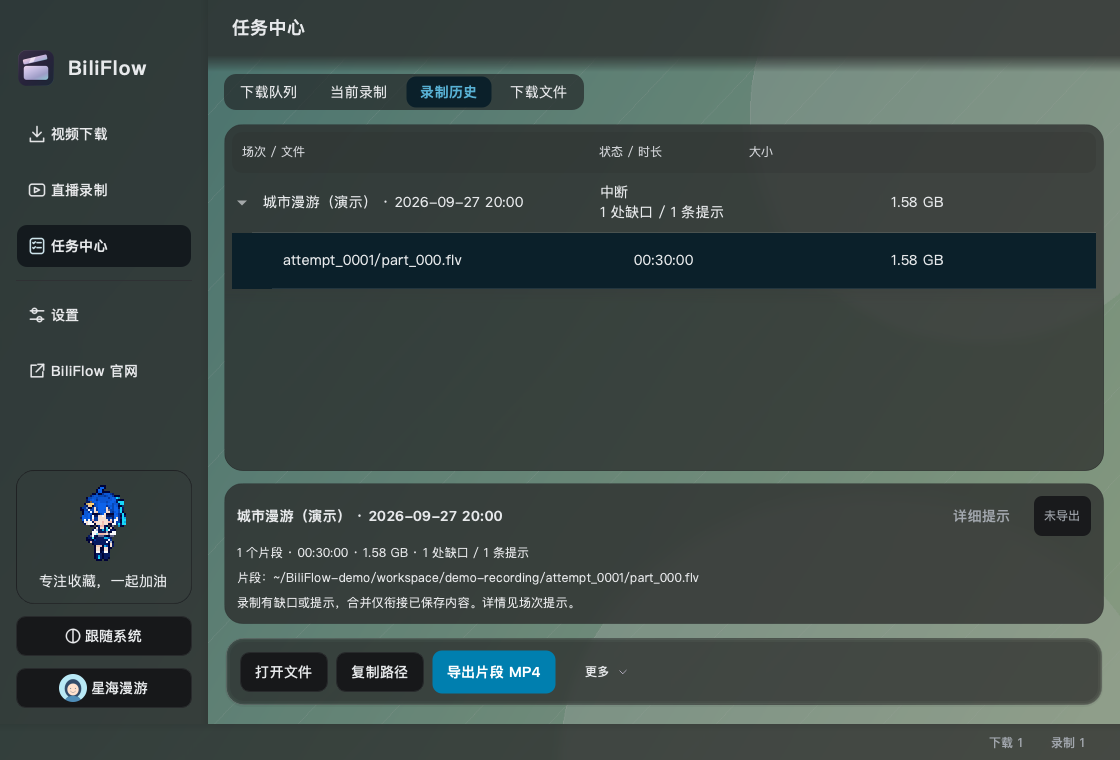 任务中心
BiliFlow
视频下载
直播录制
任务中心
设置
BiliFlow 官网
专注收藏，一起加油
跟随系统
星海漫游
下载队列 当前录制 录制历史 下载文件
场次 / 文件 状态 / 时长 大小
城市漫游（演示） · 2026-09-27 20:00 中断 1.58 GB
1 处缺口 / 1 条提示
attempt_0001/part_000.flv 00:30:00 1.58 GB
城市漫游（演示） · 2026-09-27 20:00 详细提示 未导出
1 个片段 · 00:30:00 · 1.58 GB · 1 处缺口 / 1 条提示
片段：~/BiliFlow-demo/workspace/demo-recording/attempt_0001/part_000.flv
录制有缺口或提示，合并仅衔接已保存内容。详情见场次提示。
打开文件 复制路径 导出片段 MP4 更多
下载 1 录制 1